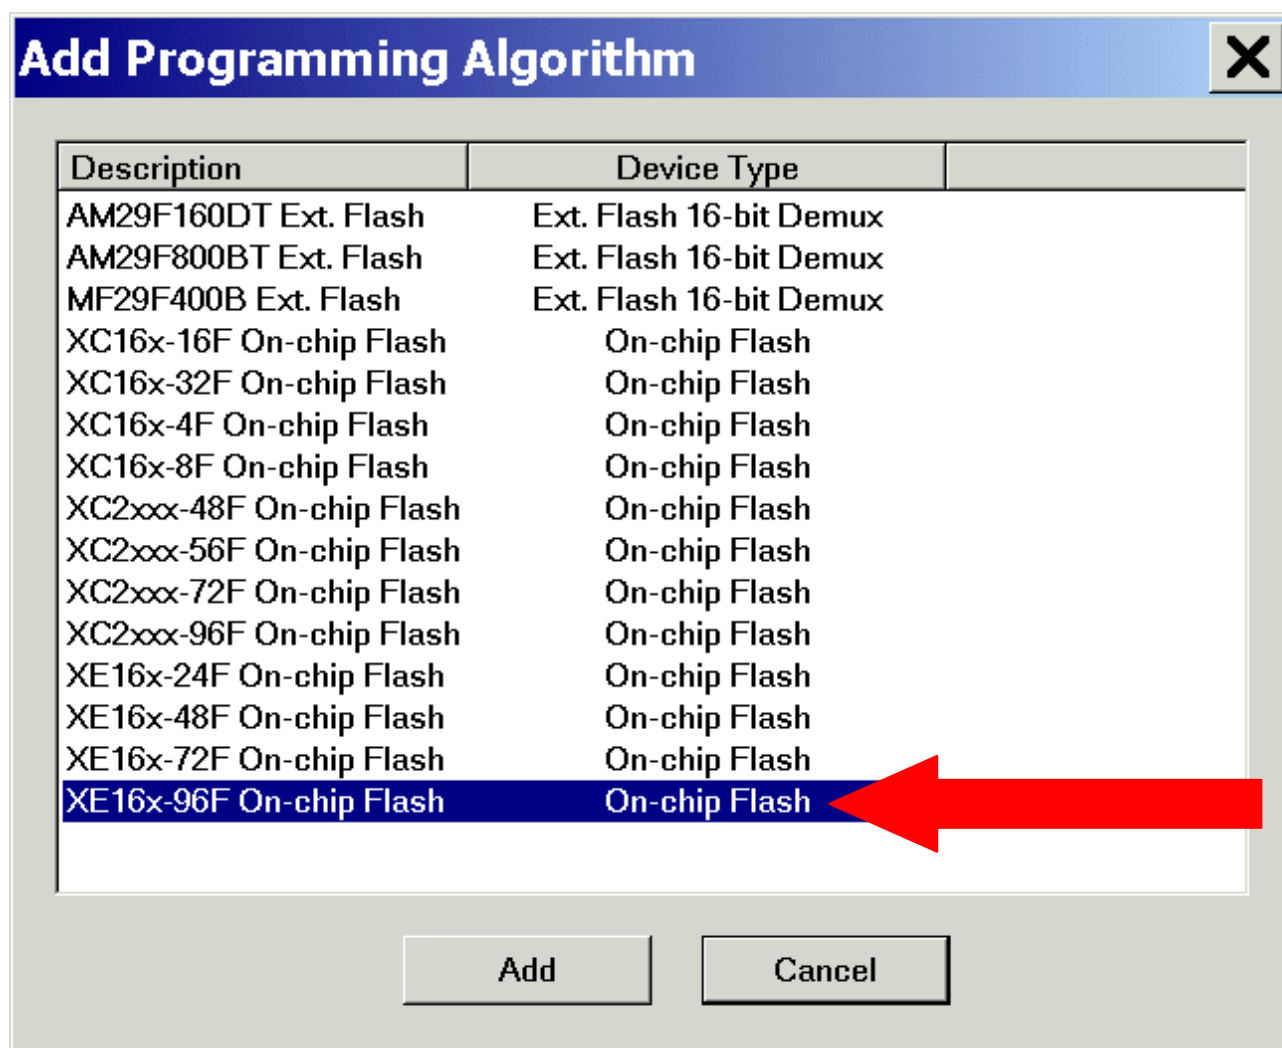 Add Programming Algorithm
Description Device Type
AM29F160DT Ext. Flash Ext. Flash 16-bit Demux
AM29F800BT Ext. Flash Ext. Flash 16-bit Demux
MF29F400B Ext. Flash Ext. Flash 16-bit Demux
XC16x-16F On-chip Flash On-chip Flash
XC16x-32F On-chip Flash On-chip Flash
XC16x-4F On-chip Flash On-chip Flash
XC16x-8F On-chip Flash On-chip Flash
XC2xxx-48F On-chip Flash On-chip Flash
XC2xxx-56F On-chip Flash On-chip Flash
XC2xxx-72F On-chip Flash On-chip Flash
XC2xxx-96F On-chip Flash On-chip Flash
XE16x-24F On-chip Flash On-chip Flash
XE16x-48F On-chip Flash On-chip Flash
XE16x-72F On-chip Flash On-chip Flash
XE16x-96F On-chip Flash On-chip Flash
Add Cancel